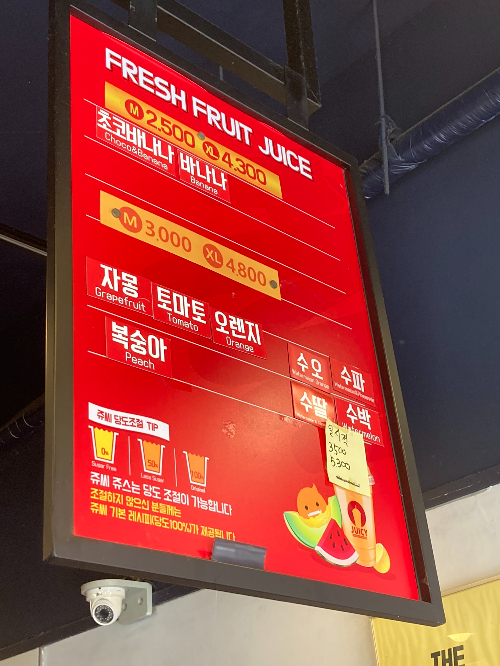 FRESH FRUIT JUICE
M 2.500 XL 4.300
초코바나나 바나나
Choco&Banana Banana
M 3.000 XL 4.800
자몽 토마토 오렌지
Grapefruit Tomato Orange
복숭아
Peach
수오 수파
수딸 수박
3500
5300
쥬씨 당도조절 TIP
0% 50% 100%
Sugar Free Less Sugar Original
쥬씨 쥬스는 당도 조절이 가능합니다
조절하지 않으신 분들께는
쥬씨 기본 레시피(당도100%)가 제공됩니다
JUICY
THE